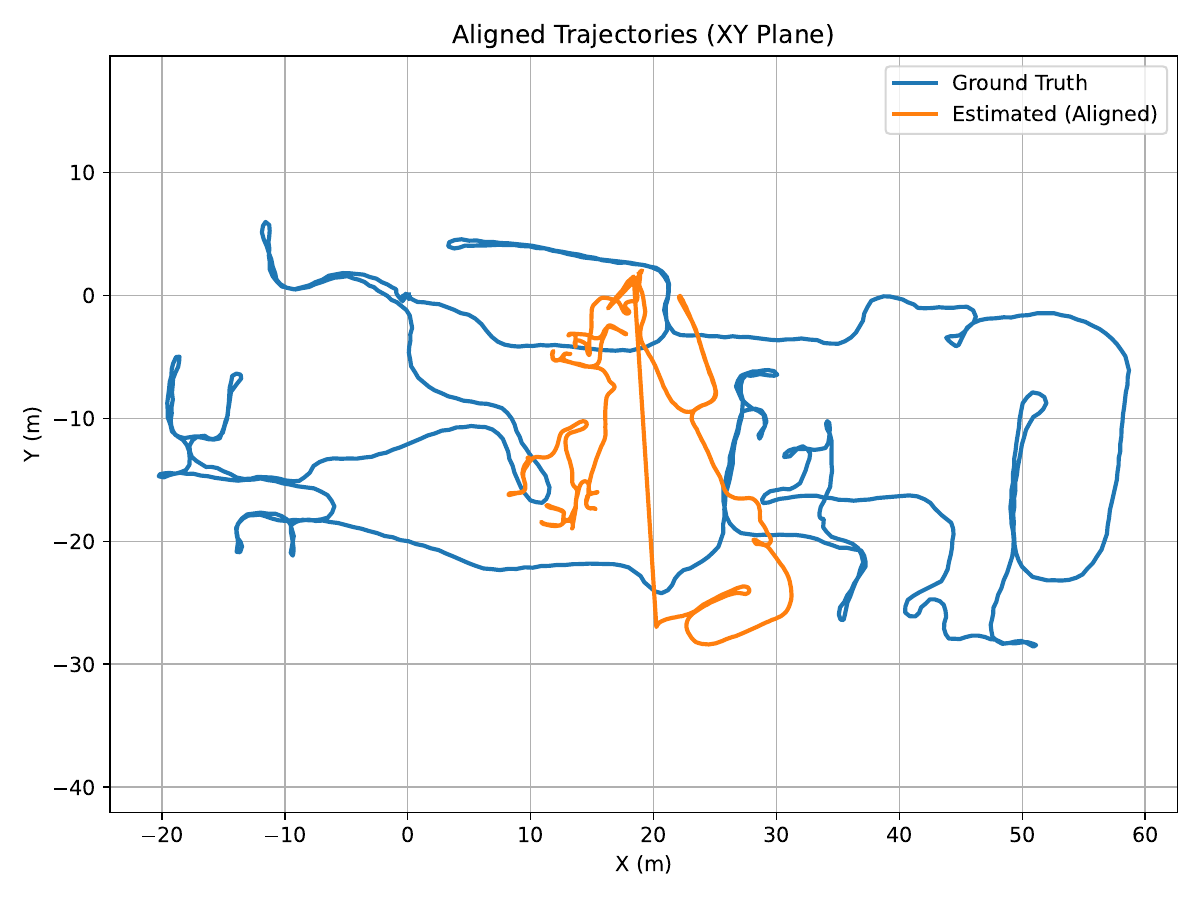 Aligned Trajectories (XY Plane)
Ground Truth
Estimated (Aligned)
10
0
−10
−20
−30
−40
Y (m)
−20 −10 0 10 20 30 40 50 60
X (m)